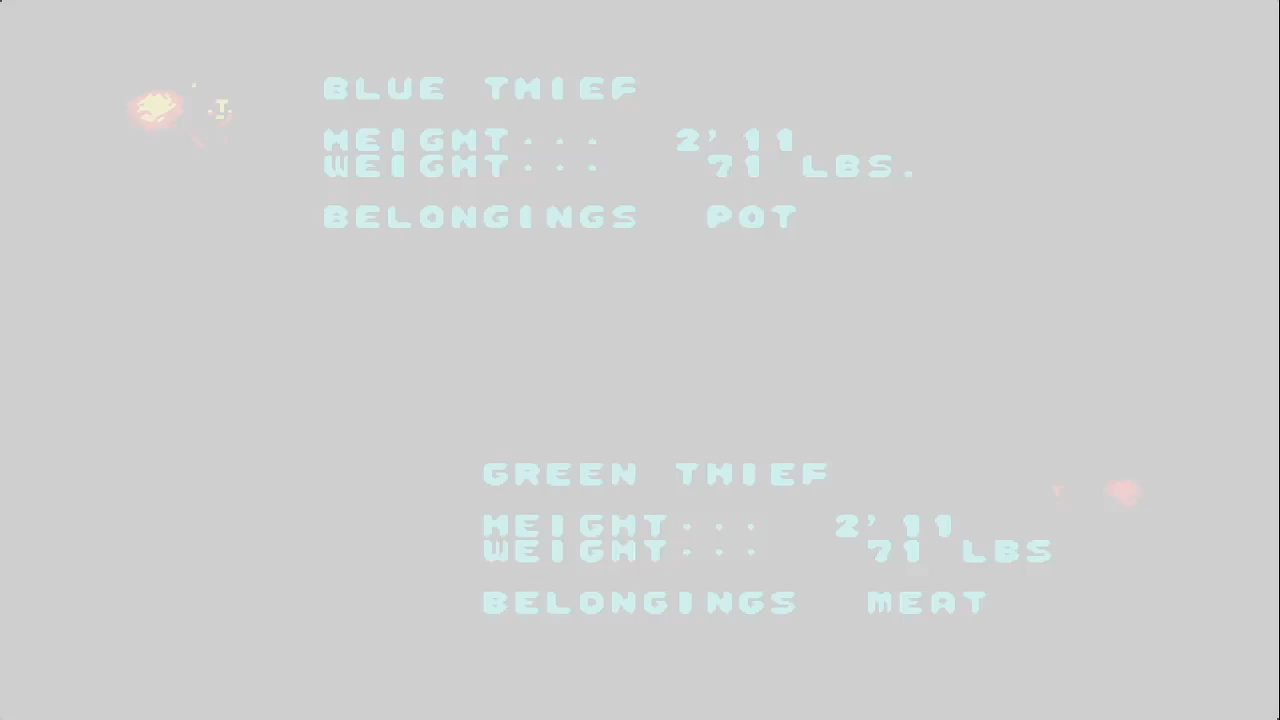 BLUE THIEF
HEIGHT... 2'11
WEIGHT... 71 LBS.
BELONGINGS POT
GREEN THIEF
HEIGHT... 2'11
WEIGHT... 71 LBS
BELONGINGS MEAT